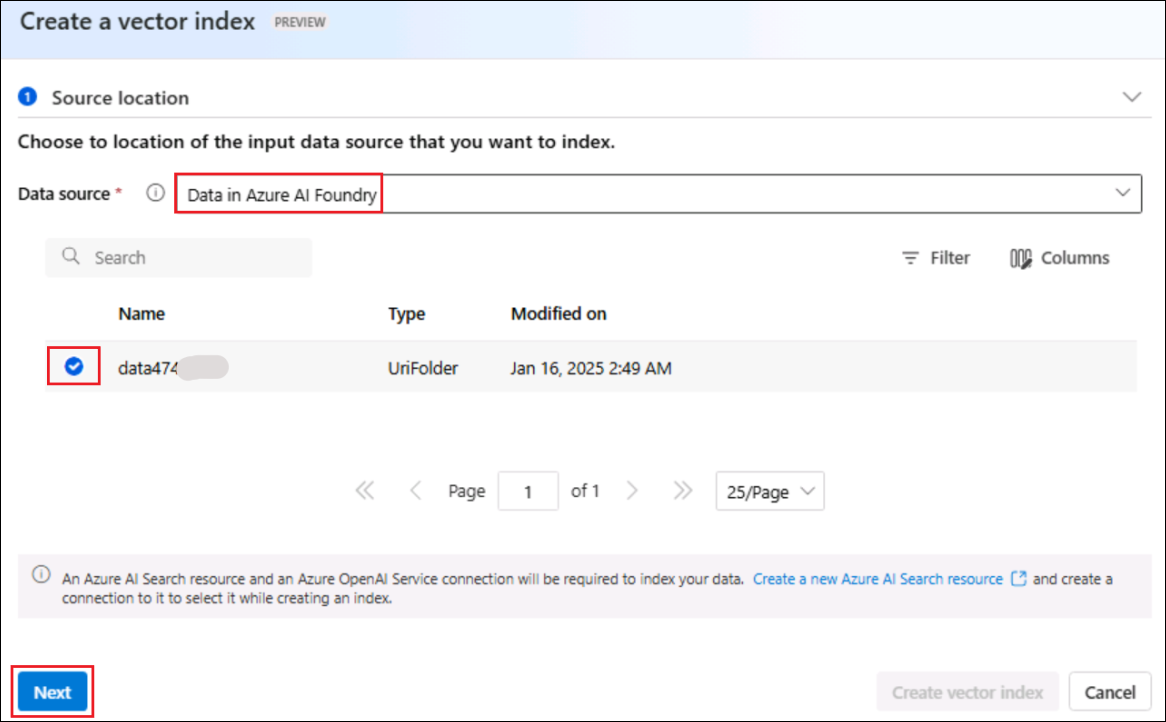 Create a vector index PREVIEW
1 Source location
Choose to location of the input data source that you want to index.
Data source * Data in Azure AI Foundry
Search Filter Columns
Name Type Modified on
data474 UriFolder Jan 16, 2025 2:49 AM
Page 1 of 1 25/Page
An Azure AI Search resource and an Azure OpenAI Service connection will be required to index your data. Create a new Azure AI Search resource and create a
connection to it to select it while creating an index.
Next Create vector index Cancel